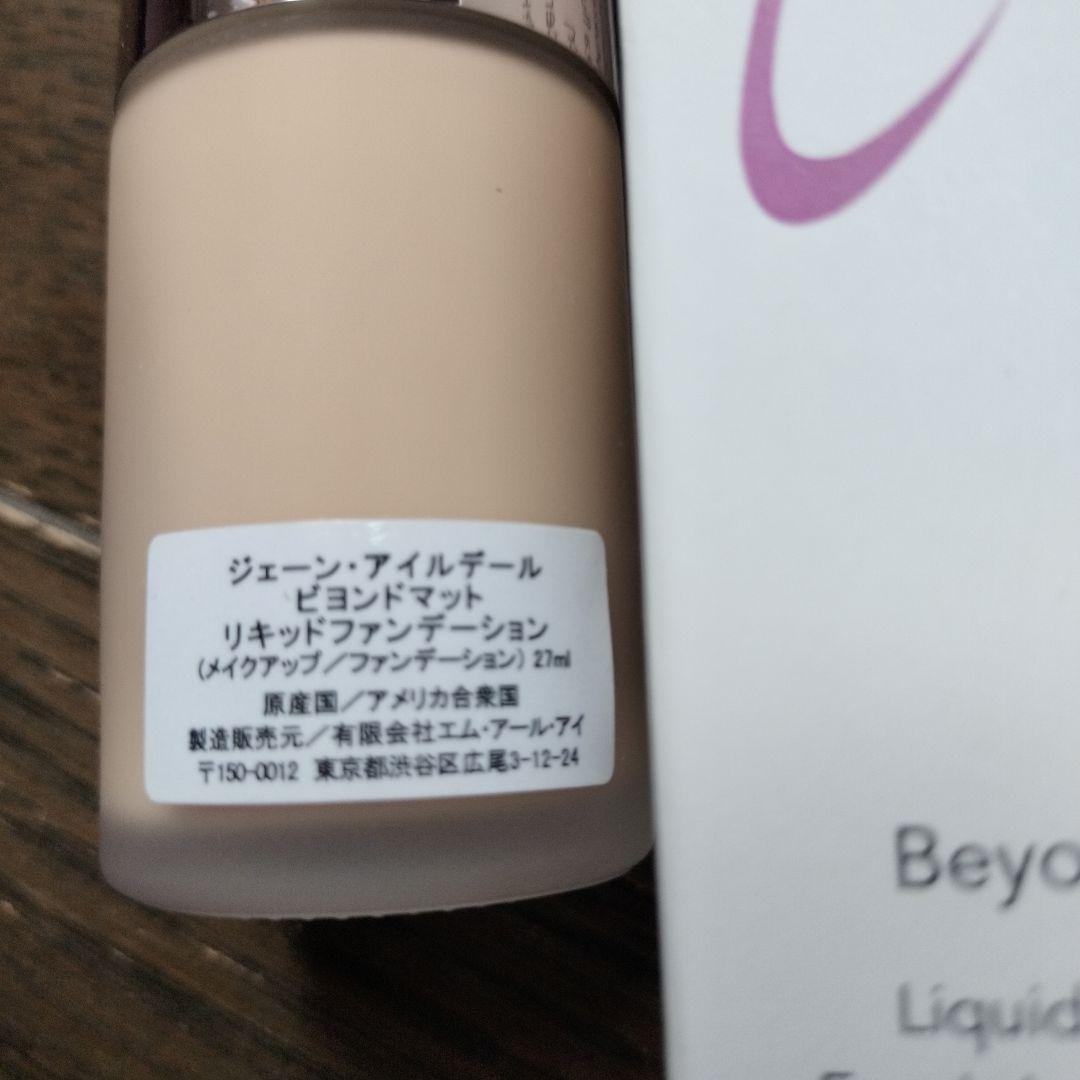 ジェーン・アイルデール
ビヨンドマット
リキッドファンデーション
(メイクアップ／ファンデーション) 27ml
原産国／アメリカ合衆国
製造販売元／有限会社エム・アール・アイ
〒150-0012 東京都渋谷区広尾3-12-24
Beyo
Liquid